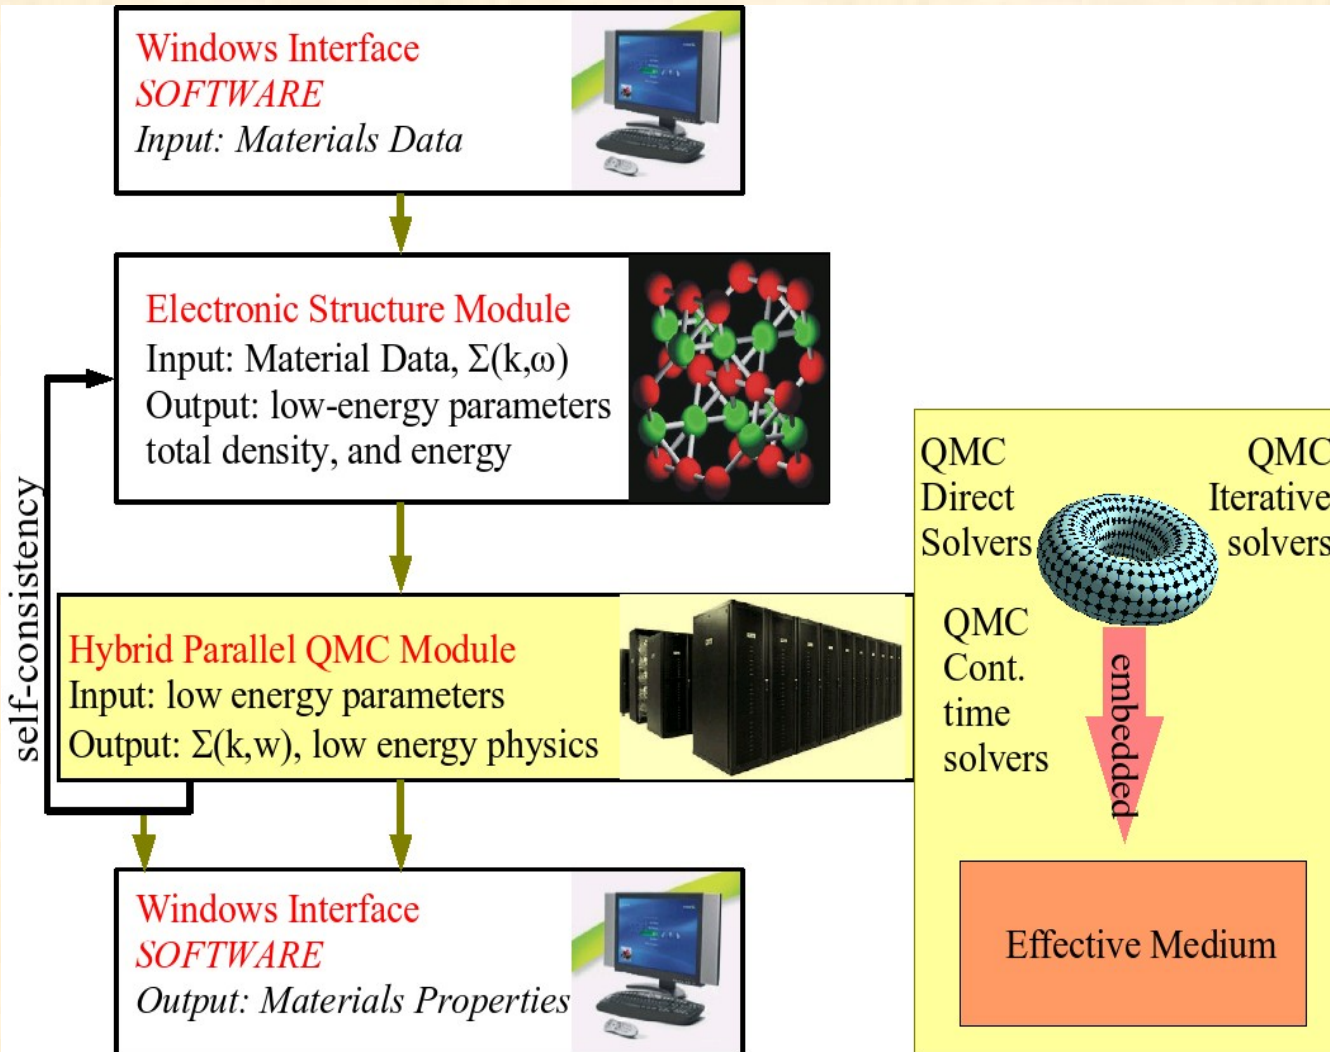 Windows Interface
SOFTWARE
Input: Materials Data
Electronic Structure Module
Input: Material Data, Σ(k,ω)
Output: low-energy parameters
total density, and energy
self-consistency
Hybrid Parallel QMC Module
Input: low energy parameters
Output: Σ(k,w), low energy physics
Windows Interface
SOFTWARE
Output: Materials Properties
QMC
Direct
Solvers
QMC
Iterative
solvers
QMC
Cont.
time
solvers
embedded
Effective Medium